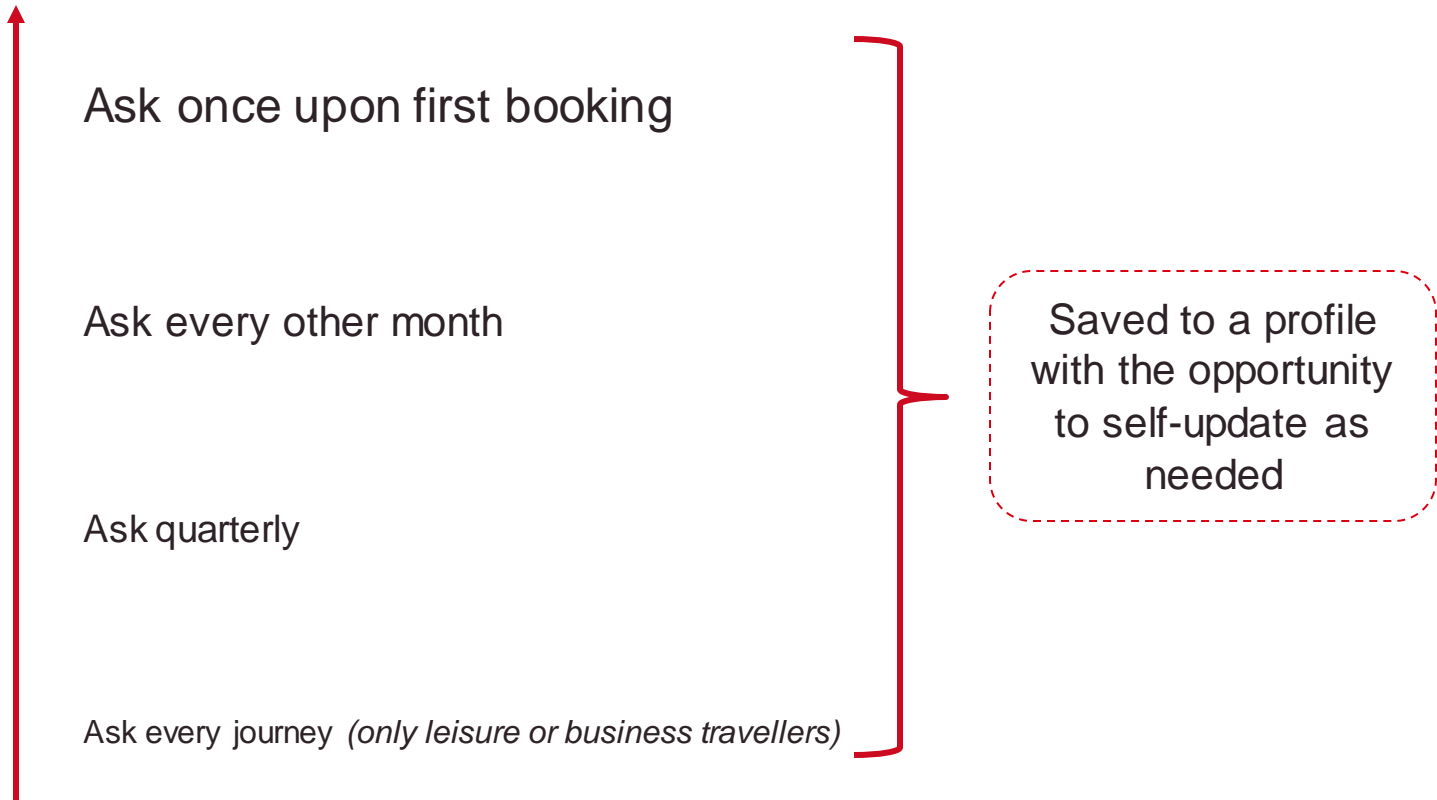 Ask once upon first booking
Ask every other month
Saved to a profile
with the opportunity
to self-update as
needed
Ask quarterly
Ask every journey (only leisure or business travellers)